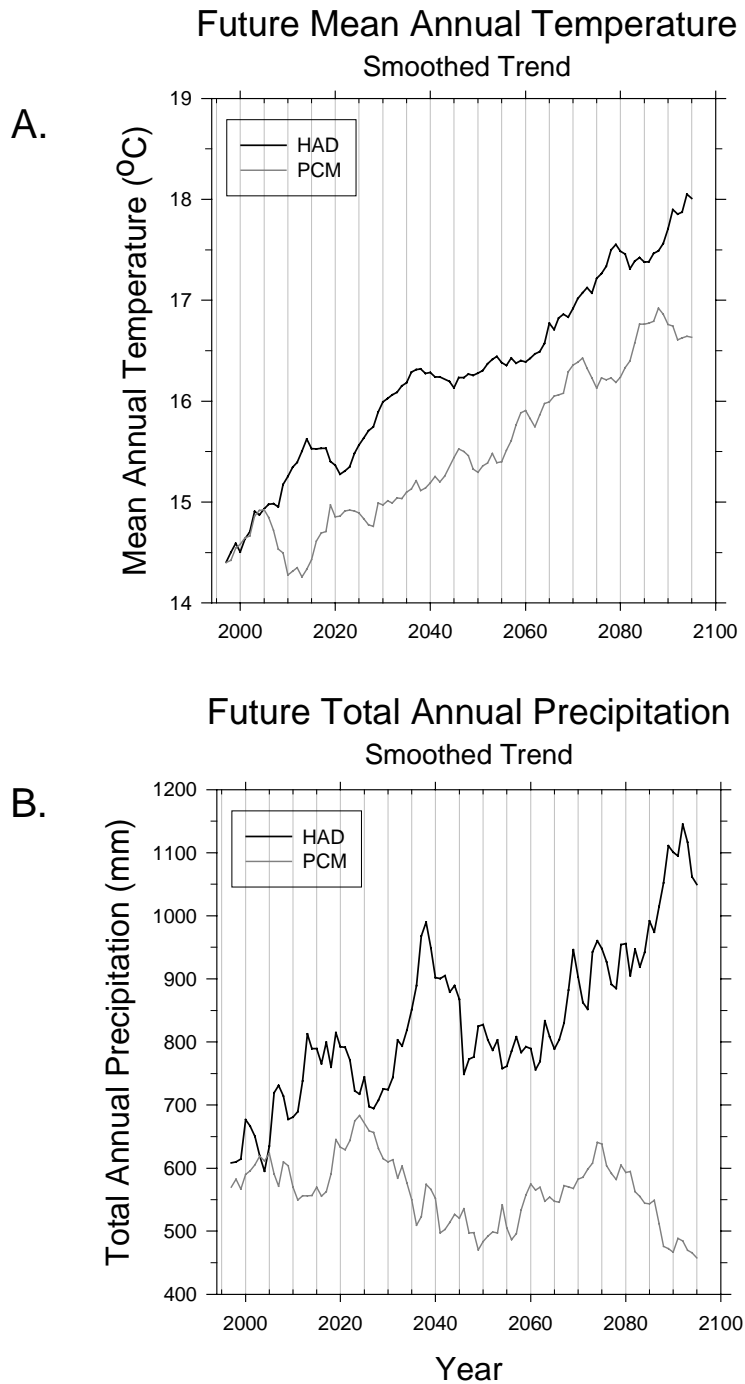 Future Mean Annual Temperature
Smoothed Trend
A.
Mean Annual Temperature (ºC)
19
18
17
16
15
14
HAD
PCM
2000 2020 2040 2060 2080 2100
Future Total Annual Precipitation
Smoothed Trend
B.
Total Annual Precipitation (mm)
1200
1100
1000
900
800
700
600
500
400
HAD
PCM
2000 2020 2040 2060 2080 2100
Year